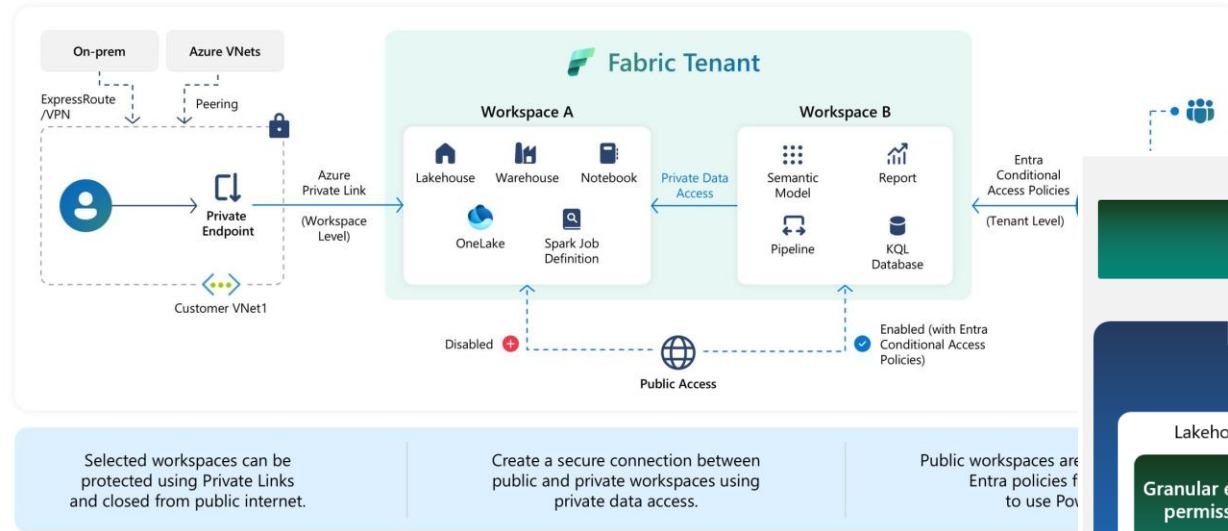 On-prem
Azure VNets
Fabric Tenant
ExpressRoute
/VPN
Peering
Workspace A
Workspace B
Lakehouse
Warehouse
Notebook
Semantic
Model
Report
Azure
Private Link
(Workspace
Level)
Private Data
Access
Entra
Conditional
Access Policies
(Tenant Level)
Private
Endpoint
OneLake
Spark Job
Definition
Pipeline
KQL
Database
Customer VNet1
Disabled
Enabled (with Entra
Conditional Access
Policies)
Public Access
Selected workspaces can be
protected using Private Links
and closed from public internet.
Create a secure connection between
public and private workspaces using
private data access.
Public workspaces are
Entra policies
to use
Granular